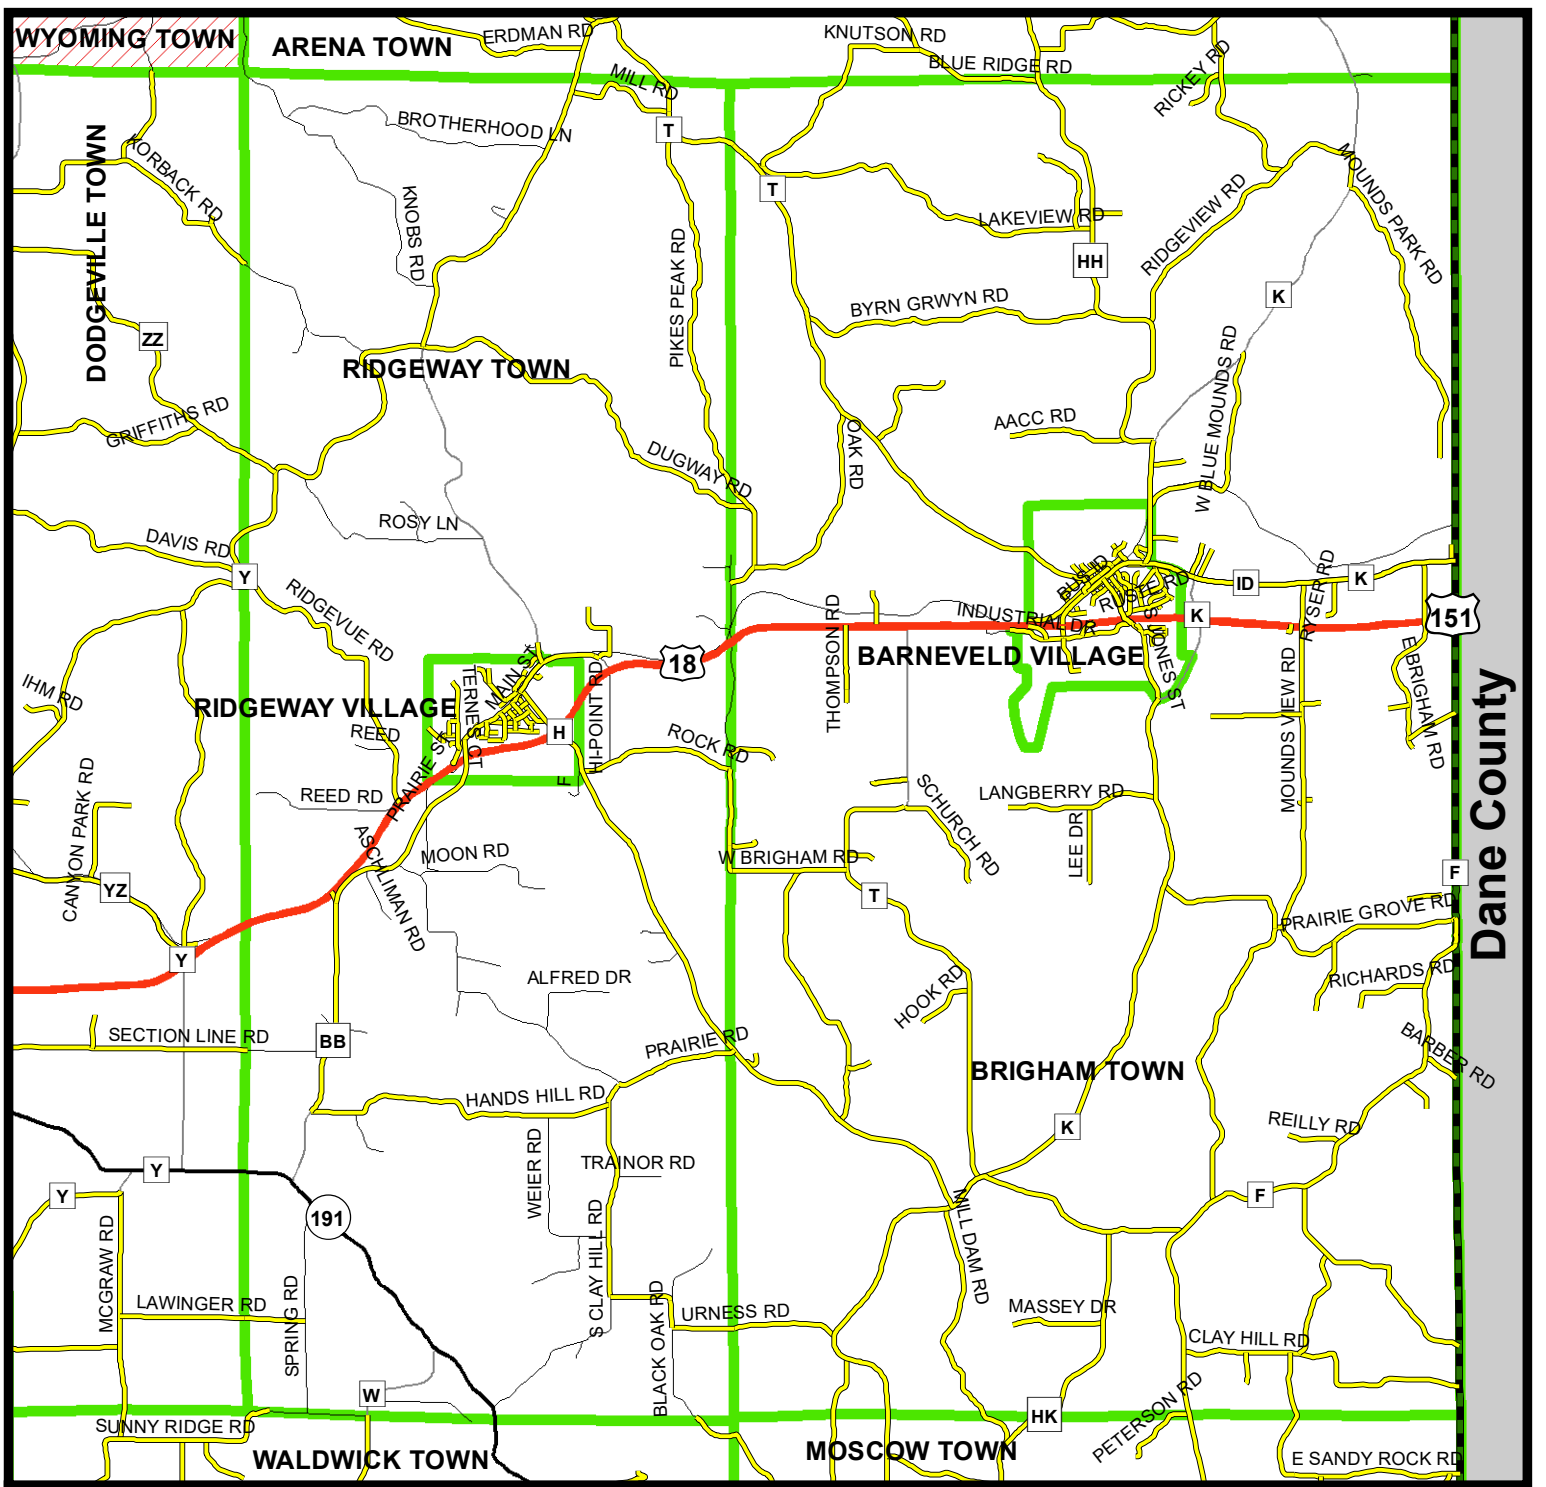 WYOMING TOWN
ARENA TOWN
ERDMAN RD
KNUTSON RD
BLUE RIDGE RD
RICKEY RD
MILL RD
BROTHERHOOD LN
T
T
DODGEVILLE TOWN
KORBACK RD
KNOBS RD
PIKES PEAK RD
LAKEVIEW RD
HH
RIDGEVIEW RD
MOUNDS PARK RD
K
ZZ
BYRN GRWYN RD
RIDGEWAY TOWN
W BLUE MOUNDS RD
GRIFFITHS RD
AACC RD
OAK RD
DUGWAY RD
ROSY LN
DAVIS RD
Y
RIDGEVUE RD
BUS ID
RUSTIC RD
ID
K
RYSER RD
K
151
INDUSTRIAL DR
THOMPSON RD
BARNEVELD VILLAGE
S JONES ST
E BRIGHAM RD
18
MAIN ST
TERNES CT
HI-POINT RD
IHM RD
RIDGEWAY VILLAGE
REED
H
F
PRAIRIE ST
ROCK RD
MOUNDS VIEW RD
Dane County
CANYON PARK RD
REED RD
SCHURCH RD
LANGBERRY RD
LEE DR
ASCHLIMAN RD
MOON RD
W BRIGHAM RD
YZ
T
F
PRAIRIE GROVE RD
Y
ALFRED DR
HOOK RD
RICHARDS RD
SECTION LINE RD
BB
PRAIRIE RD
BARBER RD
BRIGHAM TOWN
HANDS HILL RD
K
REILLY RD
WEIER RD
TRAINOR RD
Y
Y
F
191
MCGRAW RD
S CLAY HILL RD
MILL DAM RD
LAWINGER RD
SPRING RD
BLACK OAK RD
URNESS RD
MASSEY DR
CLAY HILL RD
W
HK
PETERSON RD
SUNNY RIDGE RD
WALDWICK TOWN
MOSCOW TOWN
E SANDY ROCK RD